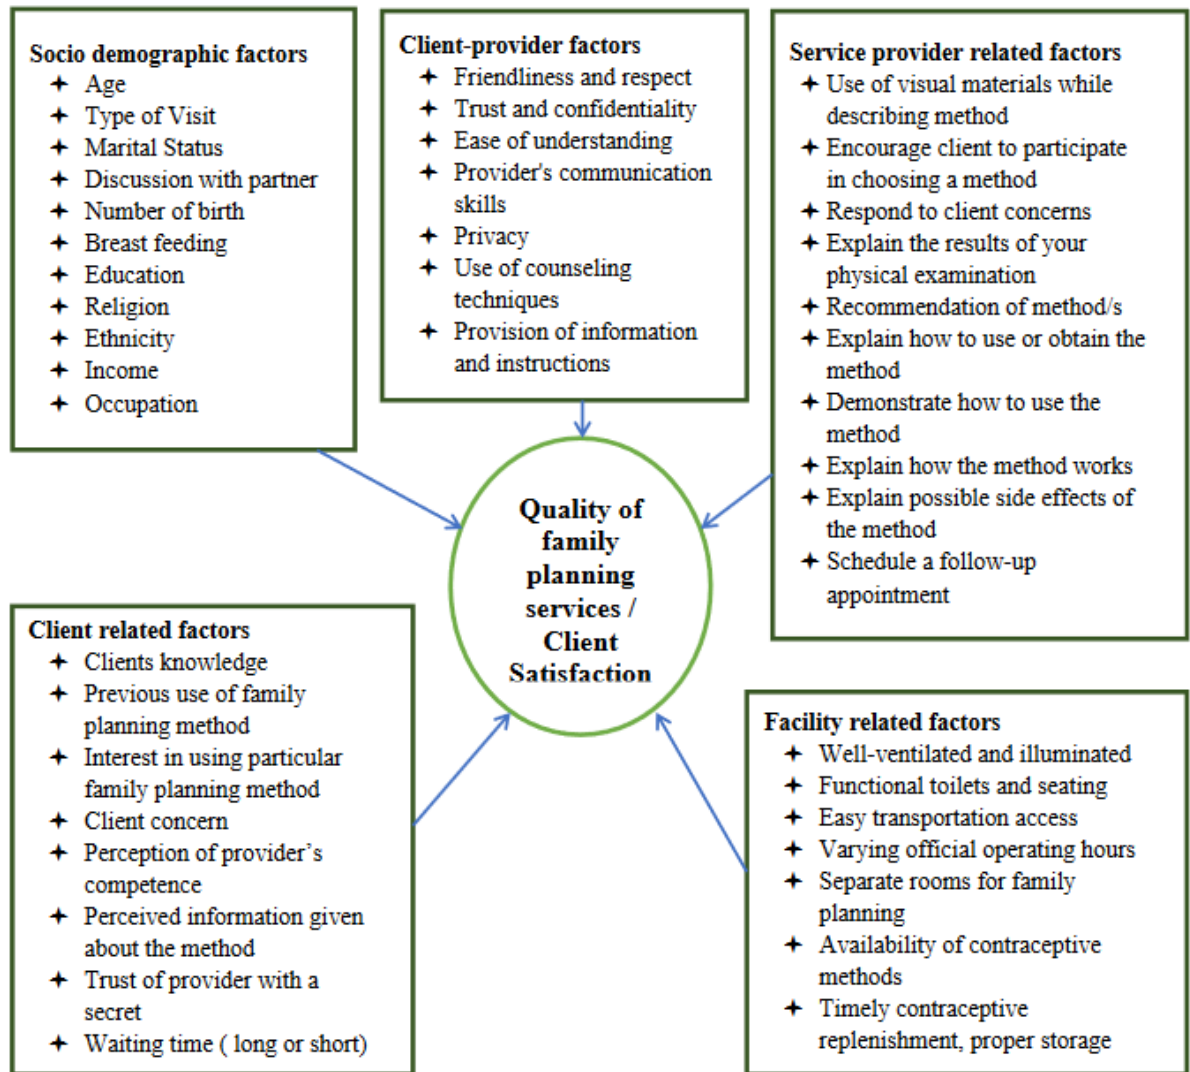 Socio demographic factors
✦ Age
✦ Type of Visit
✦ Marital Status
✦ Discussion with partner
✦ Number of birth
✦ Breast feeding
✦ Education
✦ Religion
✦ Ethnicity
✦ Income
✦ Occupation
Client-provider factors
✦ Friendliness and respect
✦ Trust and confidentiality
✦ Ease of understanding
✦ Provider's communication
skills
✦ Privacy
✦ Use of counseling
techniques
✦ Provision of information
and instructions
Service provider related factors
✦ Use of visual materials while
describing method
✦ Encourage client to participate
in choosing a method
✦ Respond to client concerns
✦ Explain the results of your
physical examination
✦ Recommendation of method/s
✦ Explain how to use or obtain the
method
✦ Demonstrate how to use the
method
✦ Explain how the method works
✦ Explain possible side effects of
the method
✦ Schedule a follow-up
appointment
Quality of
family
planning
services /
Client
Satisfaction
Client related factors
✦ Clients knowledge
✦ Previous use of family
planning method
✦ Interest in using particular
family planning method
✦ Client concern
✦ Perception of provider’s
competence
✦ Perceived information given
about the method
✦ Trust of provider with a
secret
✦ Waiting time ( long or short)
Facility related factors
✦ Well-ventilated and illuminated
✦ Functional toilets and seating
✦ Easy transportation access
✦ Varying official operating hours
✦ Separate rooms for family
planning
✦ Availability of contraceptive
methods
✦ Timely contraceptive
replenishment, proper storage